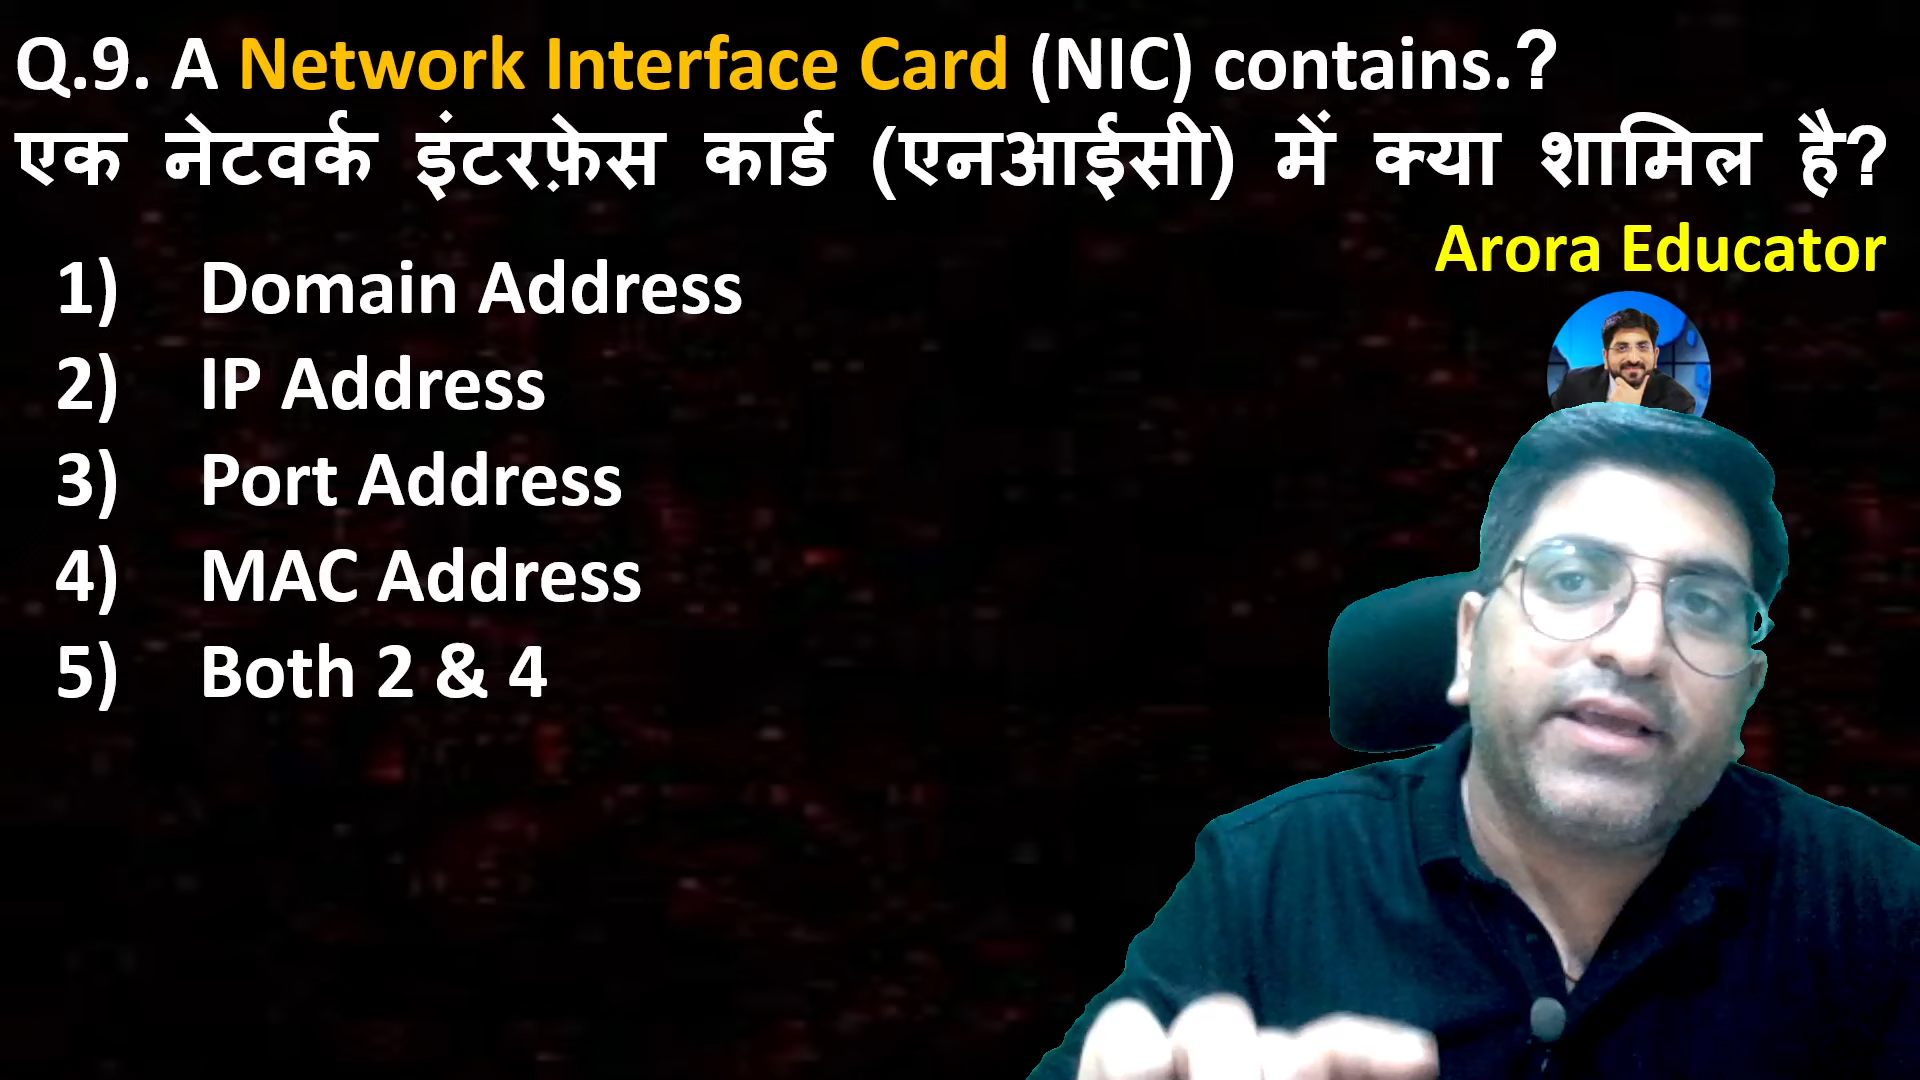 Q.9. A Network Interface Card (NIC) contains.?
एक नेटवर्क इंटरफ़ेस कार्ड (एनआईसी) में क्या शामिल है?
Arora Educator
1) Domain Address
2) IP Address
3) Port Address
4) MAC Address
5) Both 2 & 4